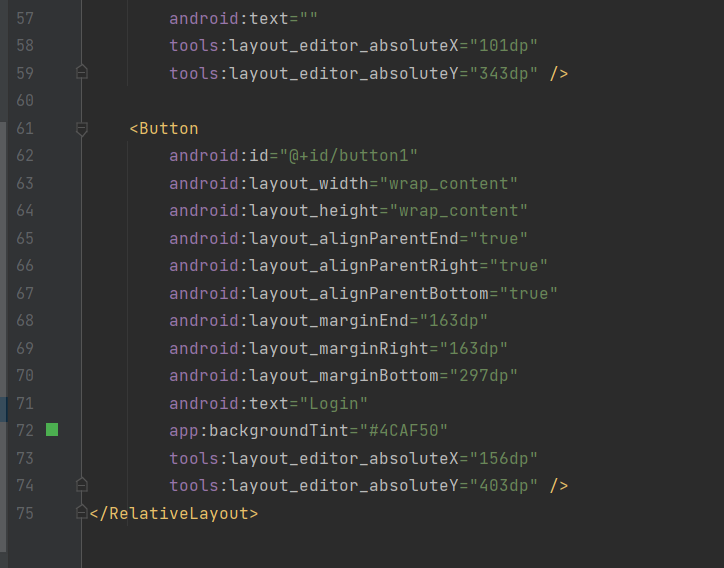 57 android:text=""
58 tools:layout_editor_absoluteX="101dp"
59 tools:layout_editor_absoluteY="343dp" />
60
61 <Button
62 android:id="@+id/button1"
63 android:layout_width="wrap_content"
64 android:layout_height="wrap_content"
65 android:layout_alignParentEnd="true"
66 android:layout_alignParentRight="true"
67 android:layout_alignParentBottom="true"
68 android:layout_marginEnd="163dp"
69 android:layout_marginRight="163dp"
70 android:layout_marginBottom="297dp"
71 android:text="Login"
72 app:backgroundTint="#4CAF50"
73 tools:layout_editor_absoluteX="156dp"
74 tools:layout_editor_absoluteY="403dp" />
75 </RelativeLayout>